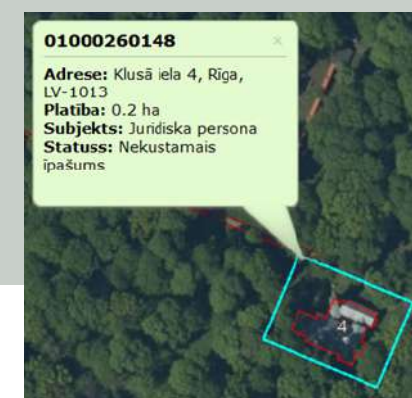 01000260148
×
Adrese: Klusā iela 4, Rīga,
LV-1013
Platība: 0.2 ha
Subjekts: Juridiska persona
Statuss: Nekustamais
īpašums
4